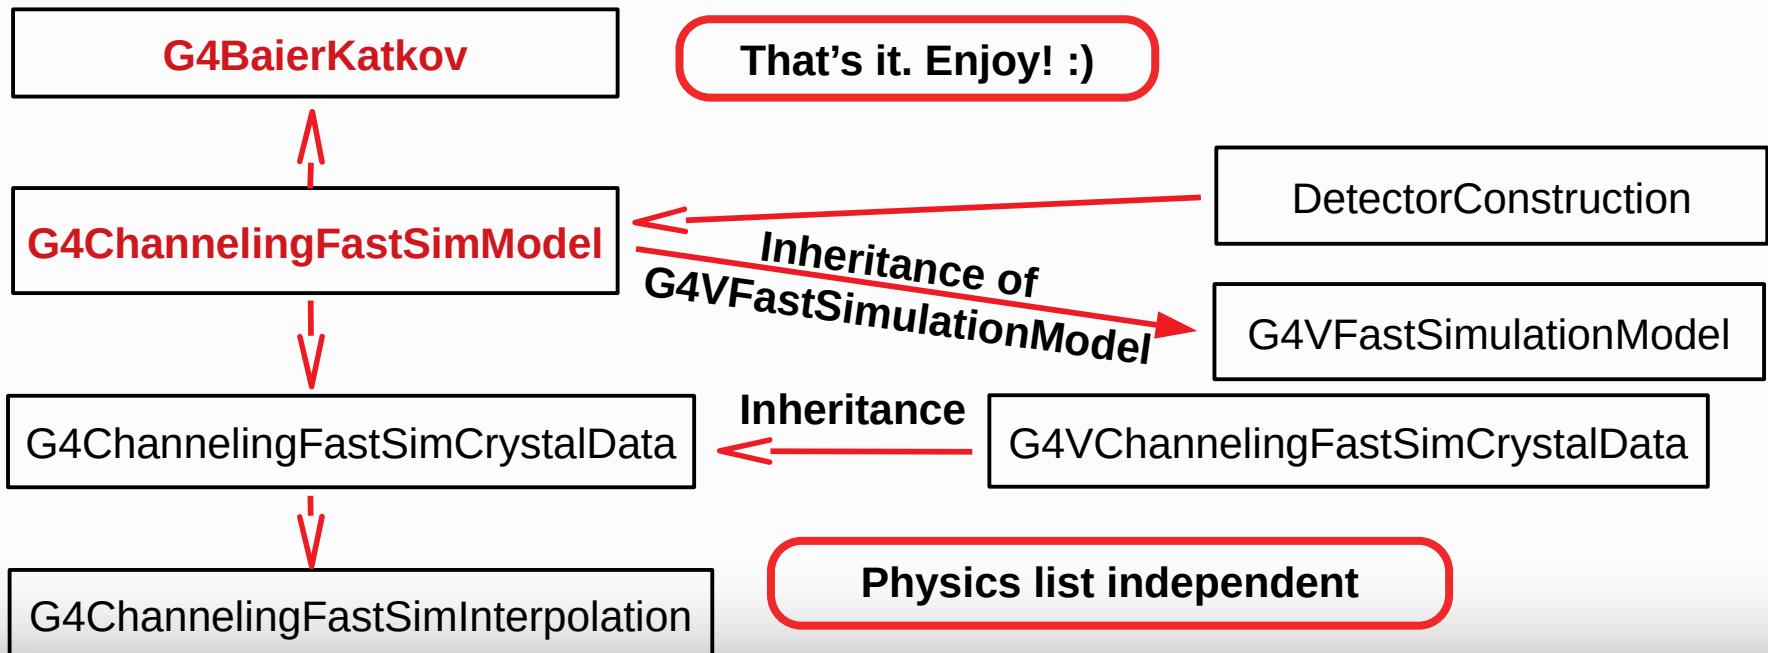 G4BaierKatkov
That's it. Enjoy! :)
DetectorConstruction
G4ChannelingFastSimModel
Inheritance of
G4VFastSimulationModel
G4VFastSimulationModel
Inheritance
G4ChannelingFastSimCrystalData
G4VChannelingFastSimCrystalData
Physics list independent
G4ChannelingFastSimInterpolation